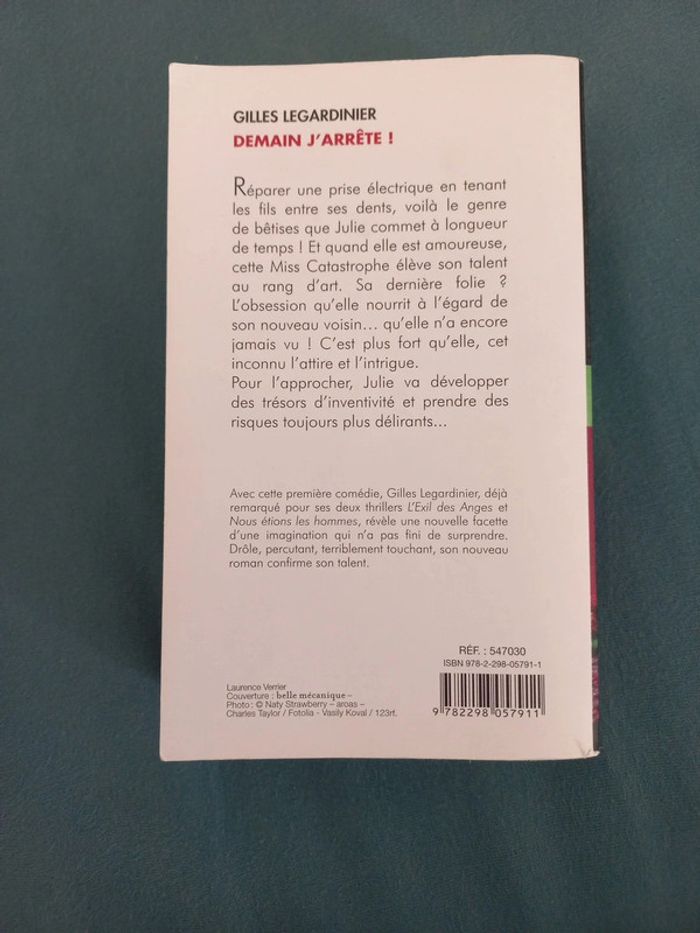 GILLES LEGARDINIER
DEMAIN J'ARRÊTE !
Réparer une prise électrique en tenant
les fils entre ses dents, voilà le genre
de bêtises que Julie commet à longueur
de temps ! Et quand elle est amoureuse,
cette Miss Catastrophe élève son talent
au rang d'art. Sa dernière folie ?
L'obsession qu'elle nourrit à l'égard de
son nouveau voisin... qu'elle n'a encore
jamais vu ! C'est plus fort qu'elle, cet
inconnu l'attire et l'intrigue.
Pour l'approcher, Julie va développer
des trésors d'inventivité et prendre des
risques toujours plus délirants...
Avec cette première comédie, Gilles Legardinier, déjà
remarqué pour ses deux thrillers L'Exil des Anges et
Nous étions les hommes, révèle une nouvelle facette
d'une imagination qui n'a pas fini de surprendre.
Drôle, percutant, terriblement touchant, son nouveau
roman confirme son talent.
RÉF. : 547030
ISBN 978-2-298-05791-1
9 782298 057911
Laurence Verrier
Couverture : belle mécanique –
Photo : © Naty Strawberry – aroas –
Charles Taylor / Fotolia - Vasily Koval / 123rf.